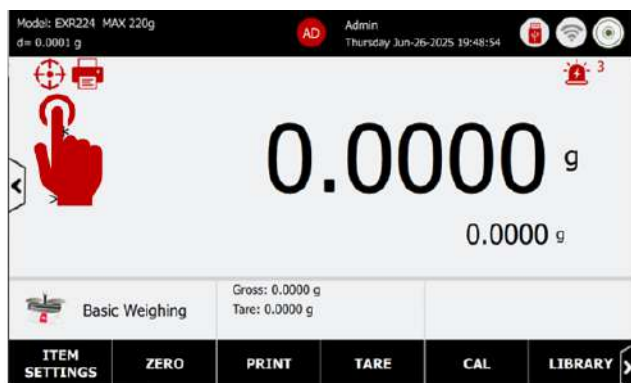 Model: EXR224 MAX 220g
d= 0.0001 g
AD
Admin
Thursday Jun-26-2025 19:48:54
3
0.0000 g
0.0000 g
Basic Weighing
Gross: 0.0000 g
Tare: 0.0000 g
ITEM
SETTINGS
ZERO
PRINT
TARE
CAL
LIBRARY